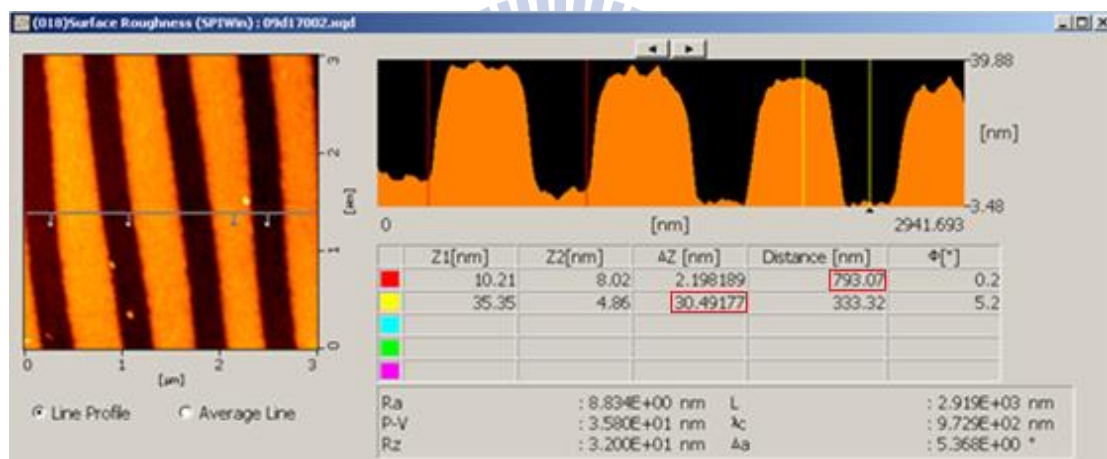 (018)Surface Roughness (SPIWin) : 09d17002.xqd
3
2
1
0
[µm]
0 1 2 3
[µm]
Line Profile Average Line
39.88
[nm]
3.48
0 [nm] 2941.693
Z1[nm] Z2[nm] ΔZ [nm] Distance [nm] Φ[°]
10.21 8.02 2.198189 793.07 0.2
35.35 4.86 30.49177 333.32 5.2
Ra : 8.834E+00 nm L : 2.919E+03 nm
P-V : 3.580E+01 nm λc : 9.729E+02 nm
Rz : 3.200E+01 nm Δa : 5.368E+00 °